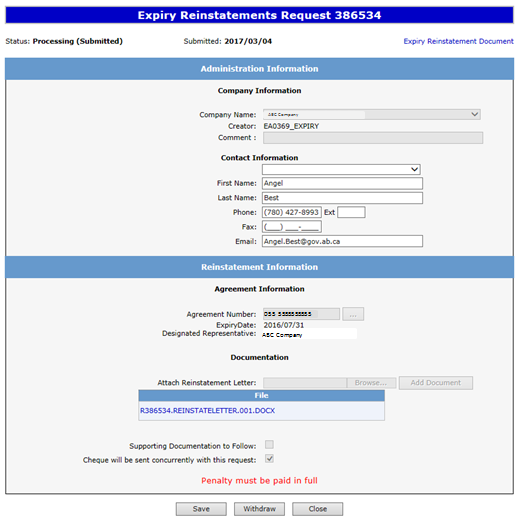 Expiry Reinstatements Request 386534
Status: Processing (Submitted) Submitted: 2017/03/04 Expiry Reinstatement Document
Administration Information
Company Information
Company Name: ABC Company
Creator: EA0369_EXPIRY
Comment :
Contact Information
First Name: Angel
Last Name: Best
Phone: (780) 427-8993 Ext
Fax: (___) ___-____
Email: Angel.Best@gov.ab.ca
Reinstatement Information
Agreement Information
Agreement Number: ...
ExpiryDate: 2016/07/31
Designated Representative: ABC Company
Documentation
Attach Reinstatement Letter: Browse... Add Document
File
R386534.REINSTATELETTER.001.DOCX
Supporting Documentation to Follow:
Cheque will be sent concurrently with this request:
Penalty must be paid in full
Save Withdraw Close